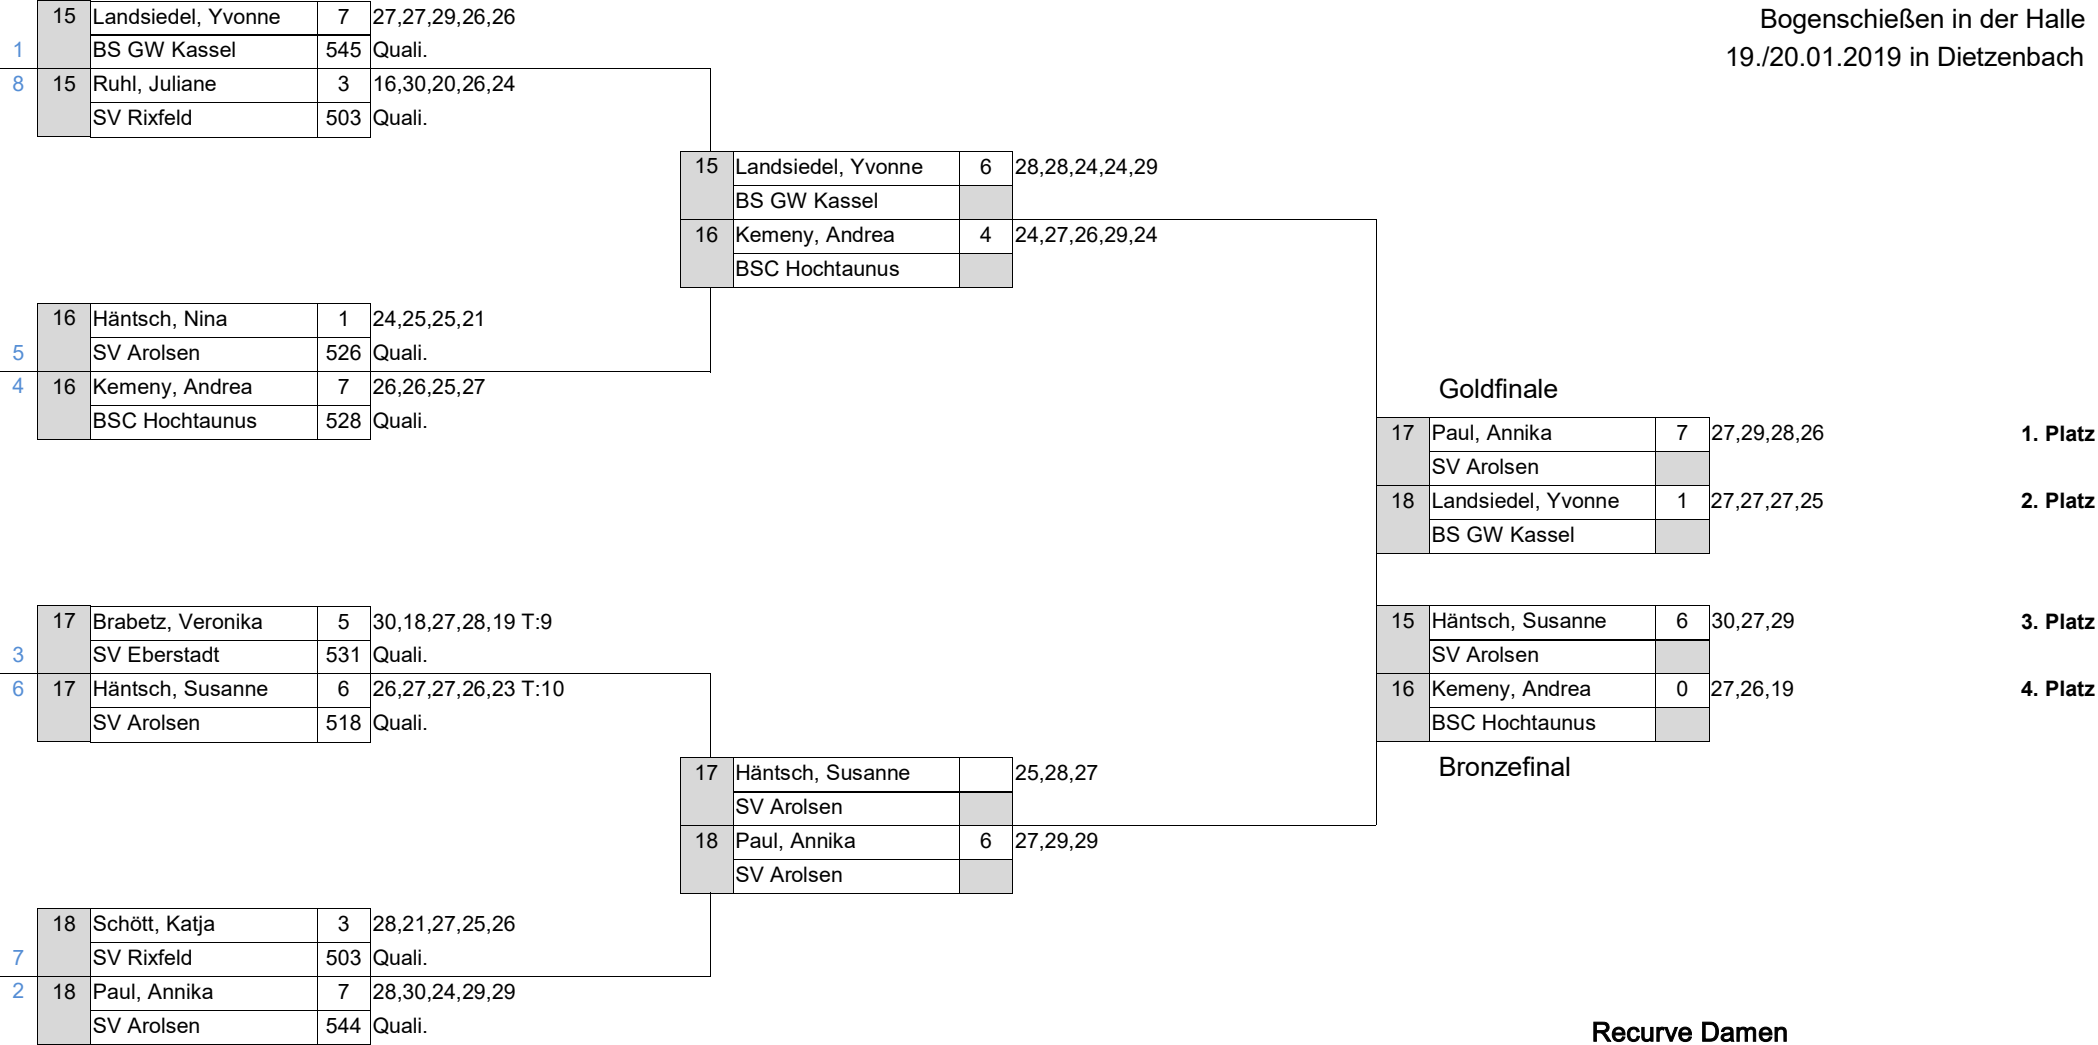 15 Landsiedel, Yvonne 7 27,27,29,26,26
Bogenschießen in der Halle
1 BS GW Kassel 545 Quali.
19./20.01.2019 in Dietzenbach
8 15 Ruhl, Juliane 3 16,30,20,26,24
SV Rixfeld 503 Quali.
15 Landsiedel, Yvonne 6 28,28,24,24,29
BS GW Kassel
16 Kemeny, Andrea 4 24,27,26,29,24
BSC Hochtaunus
16 Häntsch, Nina 1 24,25,25,21
5 SV Arolsen 526 Quali.
4 16 Kemeny, Andrea 7 26,26,25,27
BSC Hochtaunus 528 Quali.
Goldfinale
17 Paul, Annika 7 27,29,28,26 1. Platz
SV Arolsen
18 Landsiedel, Yvonne 1 27,27,27,25 2. Platz
BS GW Kassel
17 Brabetz, Veronika 5 30,18,27,28,19 T:9
3 SV Eberstadt 531 Quali.
6 17 Häntsch, Susanne 6 26,27,27,26,23 T:10
SV Arolsen 518 Quali.
15 Häntsch, Susanne 6 30,27,29 3. Platz
SV Arolsen
16 Kemeny, Andrea 0 27,26,19 4. Platz
BSC Hochtaunus
Bronzefinal
17 Häntsch, Susanne 25,28,27
SV Arolsen
18 Paul, Annika 6 27,29,29
SV Arolsen
18 Schött, Katja 3 28,21,27,25,26
7 SV Rixfeld 503 Quali.
2 18 Paul, Annika 7 28,30,24,29,29
SV Arolsen 544 Quali.
Recurve Damen